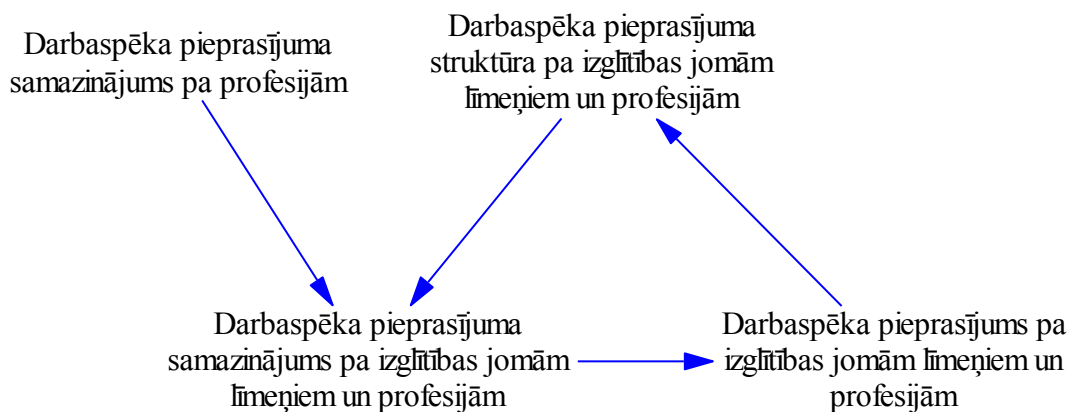 Darbaspēka pieprasījuma
samazinājums pa profesijām
Darbaspēka pieprasījuma
struktūra pa izglītības jomām
līmeņiem un profesijām
Darbaspēka pieprasījuma
samazinājums pa izglītības jomām
līmeņiem un profesijām
Darbaspēka pieprasījums pa
izglītības jomām līmeņiem un
profesijām